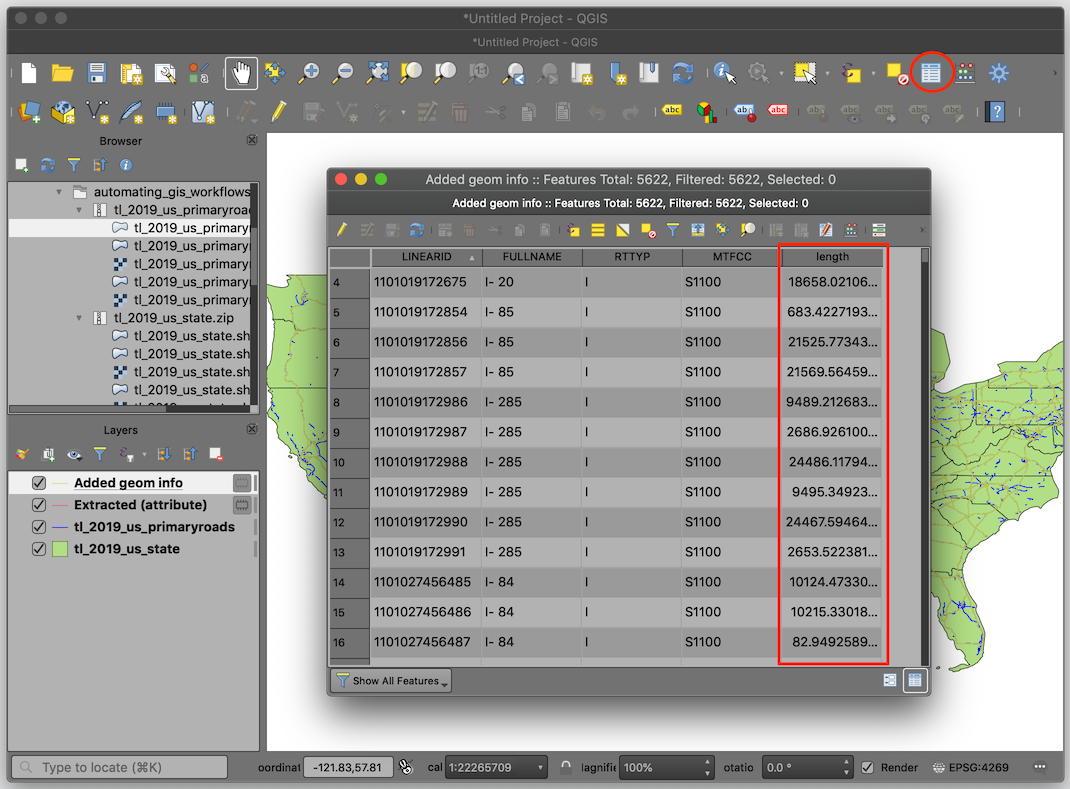 *Untitled Project - QGIS
*Untitled Project - QGIS
abc
abc
abc
Browser
automating_gis_workflows
tl_2019_us_primaryroa
tl_2019_us_primary
tl_2019_us_primary
tl_2019_us_primary
tl_2019_us_primary
tl_2019_us_primary
tl_2019_us_state.zip
tl_2019_us_state.sh
tl_2019_us_state.sh
tl_2019_us_state.sh
tl_2019_us_state.sh
Layers
Added geom info
Extracted (attribute)
tl_2019_us_primaryroads
tl_2019_us_state
Added geom info :: Features Total: 5622, Filtered: 5622, Selected: 0
Added geom info :: Features Total: 5622, Filtered: 5622, Selected: 0
LINEARID FULLNAME RTTYP MTFCC length
4 1101019172675 I- 20 I S1100 18658.02106...
5 1101019172854 I- 85 I S1100 683.4227193...
6 1101019172856 I- 85 I S1100 21525.77343...
7 1101019172857 I- 85 I S1100 21569.56459...
8 1101019172986 I- 285 I S1100 9489.212683...
9 1101019172987 I- 285 I S1100 2686.926100...
10 1101019172988 I- 285 I S1100 24486.11794...
11 1101019172989 I- 285 I S1100 9495.34923...
12 1101019172990 I- 285 I S1100 24467.59464...
13 1101019172991 I- 285 I S1100 2653.522381...
14 1101027456485 I- 84 I S1100 10124.47330...
15 1101027456486 I- 84 I S1100 10215.33018...
16 1101027456487 I- 84 I S1100 82.9492589...
Show All Features
Type to locate (⌘K) oordinat -121.83,57.81 cal 1:22265709 lagnifie 100% otatio 0.0 ° Render EPSG:4269